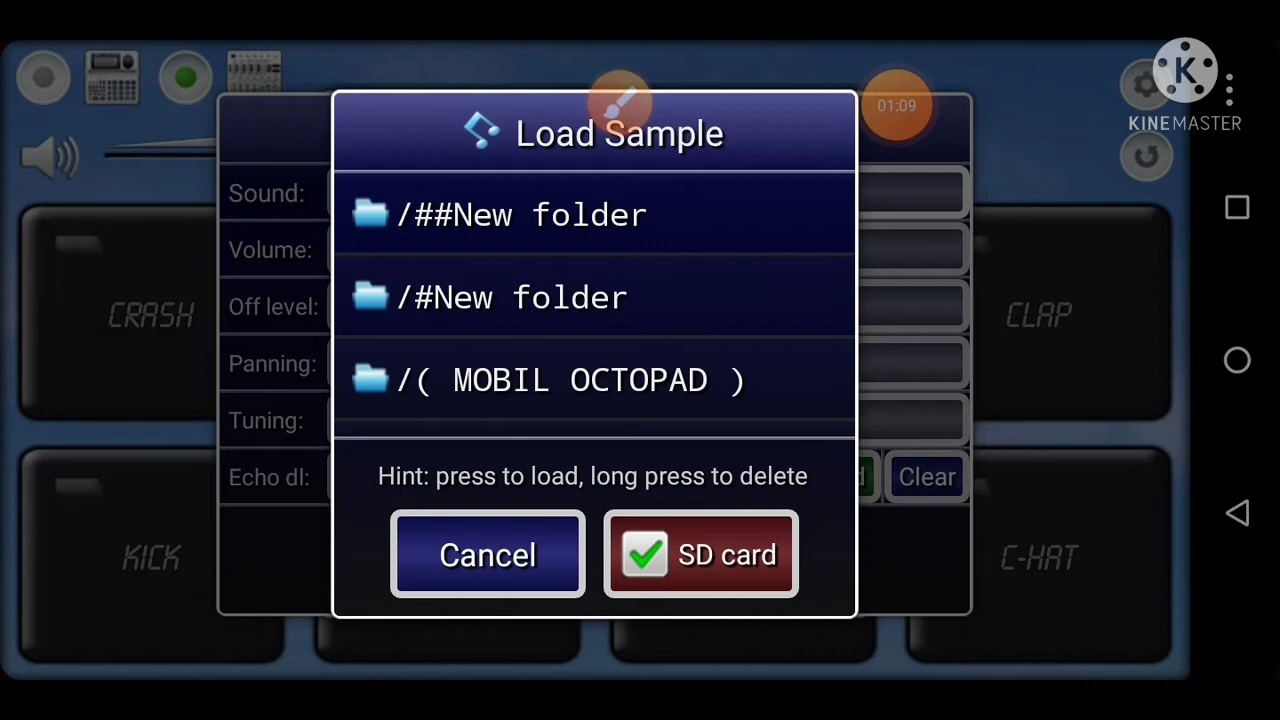 01:09
KINEMASTER
Load Sample
Sound:
/##New folder
Volume:
/#New folder
Off level:
CRASH
CLAP
Panning:
/( MOBIL OCTOPAD )
Tuning:
Echo dl:
Hint: press to load, long press to delete
d
Clear
KICK
Cancel
SD card
C-HAT